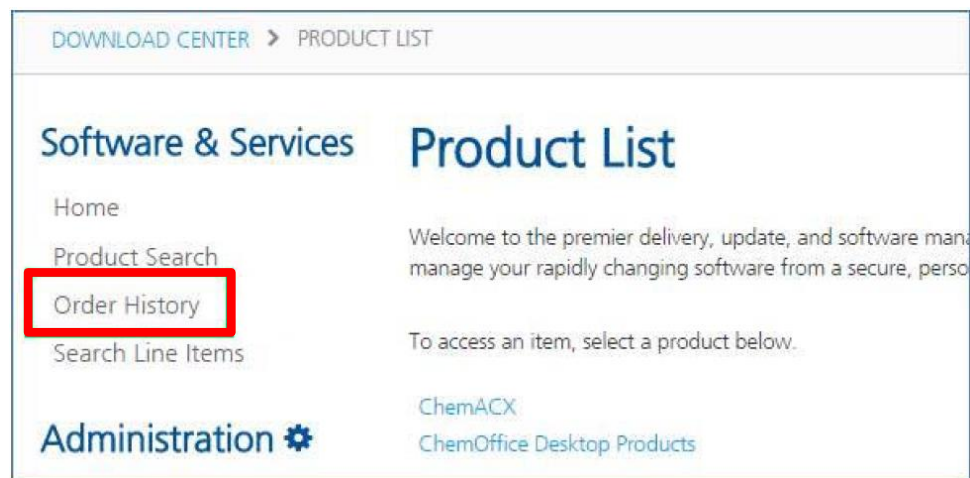 DOWNLOAD CENTER > PRODUCT LIST
Software & Services
Home
Product Search
Order History
Search Line Items
Administration
Product List
Welcome to the premier delivery, update, and software
manage your rapidly changing software from a secure,
To access an item, select a product below.
ChemACX
ChemOffice Desktop Products